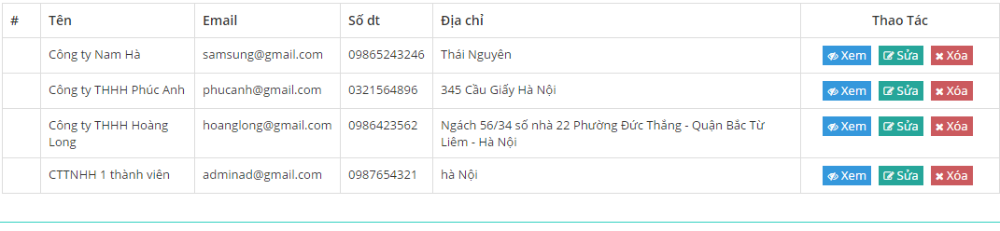 # Tên Email Số dt Địa chỉ Thao Tác
Công ty Nam Hà samsung@gmail.com 09865243246 Thái Nguyên Xem Sửa Xóa
Công ty THHH Phúc Anh phucanh@gmail.com 0321564896 345 Cầu Giấy Hà Nội Xem Sửa Xóa
Công ty THHH Hoàng hoanglong@gmail.com 0986423562 Ngách 56/34 số nhà 22 Phường Đức Thắng - Quận Bắc Từ Xem Sửa Xóa
Long Liêm - Hà Nội
CTTNHH 1 thành viên adminad@gmail.com 0987654321 hà Nội Xem Sửa Xóa